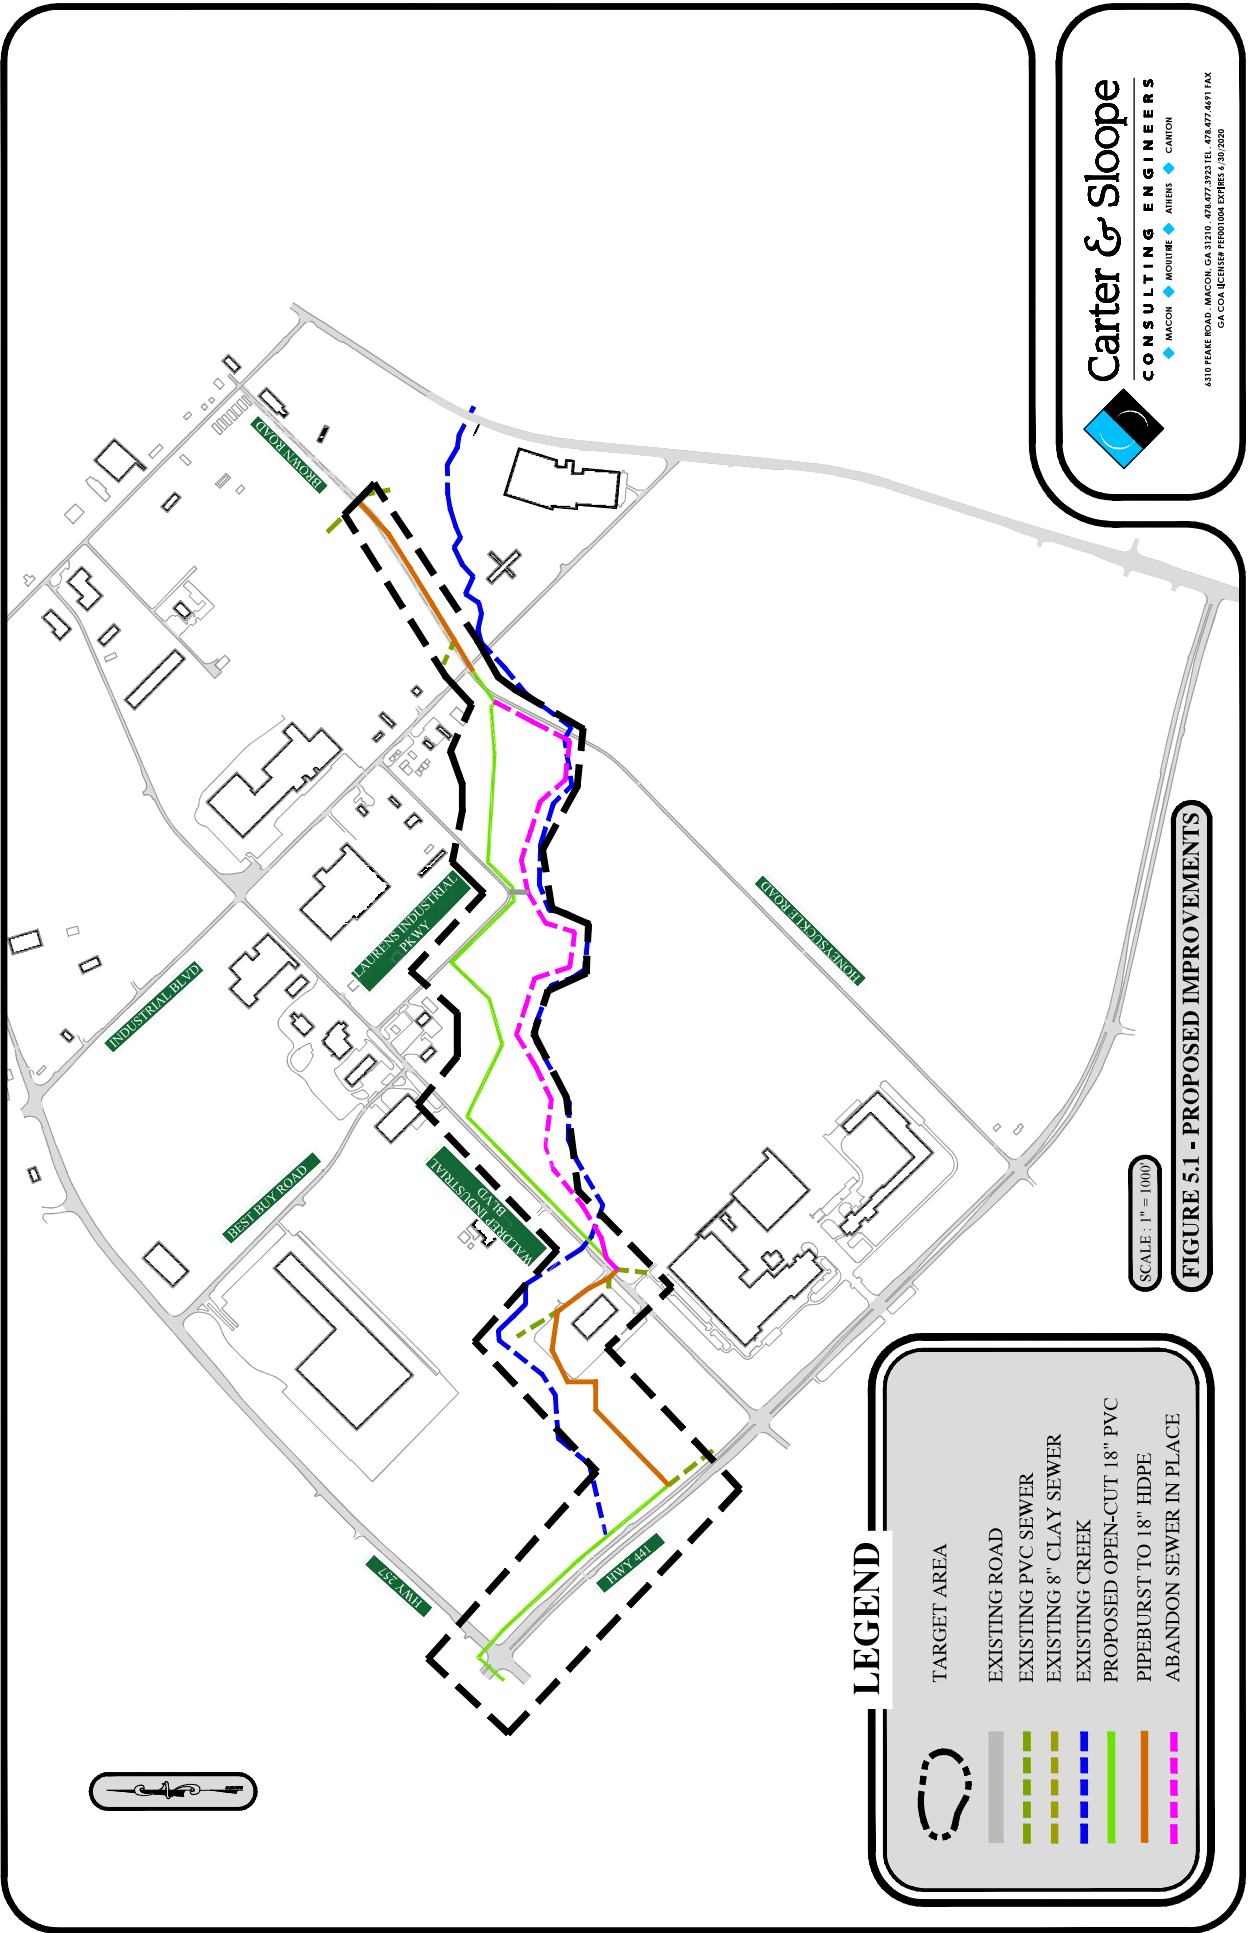 Carter & Sloope
CONSULTING ENGINEERS
MACON MOULTRIE ATHENS CANTON
6310 PEAKE ROAD . MACON, GA 31210 . 478.477.3923 TEL . 478.477.4691 FAX
GA COA LICENSE# PEF001004 EXPIRES 6/30/2020
BROWN ROAD
INDUSTRIAL BLVD
LAURENS INDUSTRIAL
PKWY
HONEYSUCKLE ROAD
BEST BUY ROAD
WALDREP INDUSTRIAL
BLVD
HWY 257
HWY 441
SCALE : 1" = 1000'
FIGURE 5.1 - PROPOSED IMPROVEMENTS
LEGEND
TARGET AREA
EXISTING ROAD
EXISTING PVC SEWER
EXISTING 8" CLAY SEWER
EXISTING CREEK
PROPOSED OPEN-CUT 18" PVC
PIPEBURST TO 18" HDPE
ABANDON SEWER IN PLACE